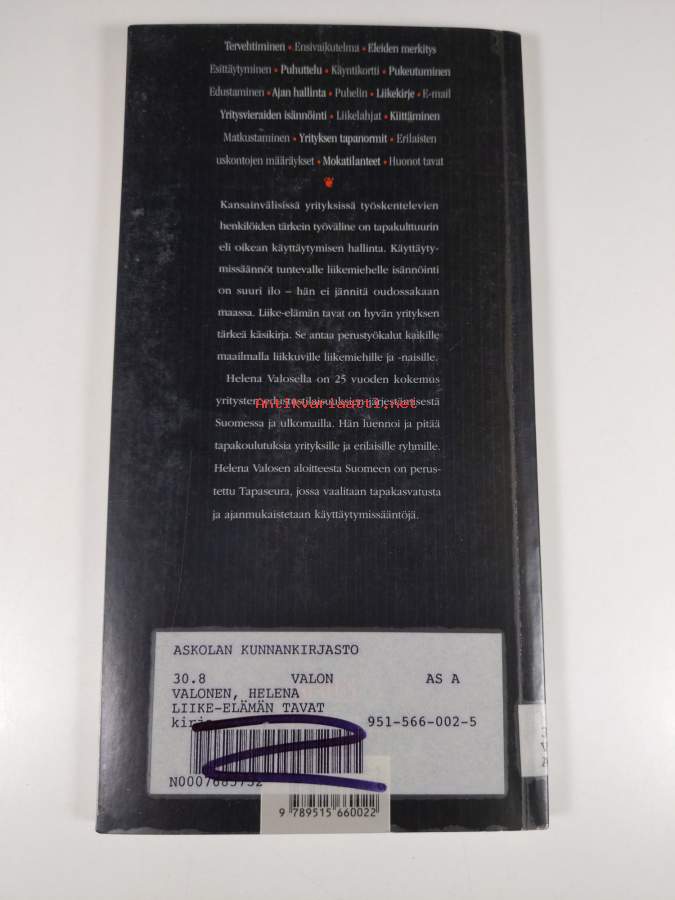 Tervehtiminen • Ensivaikutelma • Eleiden merkitys
Esittäytyminen • Puhuttelu • Käyntikortti • Pukeutuminen
Edustaminen • Ajan hallinta • Puhelin • Liikekirje • E-mail
Yritysvieraiden isännöinti • Liikelahjat • Kiittäminen
Matkustaminen • Yrityksen tapanormit • Erilaisten
uskontojen määräykset • Mokatilanteet • Huonot tavat
Kansainvälisissä yrityksissä työskentelevien
henkilöiden tärkein työväline on tapakulttuurin
eli oikean käyttäytymisen hallinta. Käyttäyty-
missäännöt tuntevalle liikemiehelle isännöinti
on suuri ilo – hän ei jännitä oudossakaan
maassa. Liike-elämän tavat on hyvän yrityksen
tärkeä käsikirja. Se antaa perustyökalut kaikille
maailmalla liikkuville liikemiehille ja -naisille.
Helena Valosella on 25 vuoden kokemus
yritysten edustustilaisuuksien järjestämisestä
Antikvariaatti.net
Suomessa ja ulkomailla. Hän luennoi ja pitää
tapakoulutuksia yrityksille ja erilaisille ryhmille.
Helena Valosen aloitteesta Suomeen on perus-
tettu Tapaseura, jossa vaalitaan tapakasvatusta
ja ajanmukaistetaan käyttäytymissääntöjä.
ASKOLAN KUNNANKIRJASTO
30.8 VALON AS A
VALONEN, HELENA
LIIKE-ELÄMÄN TAVAT
951-566-002-5
9 789515 660022